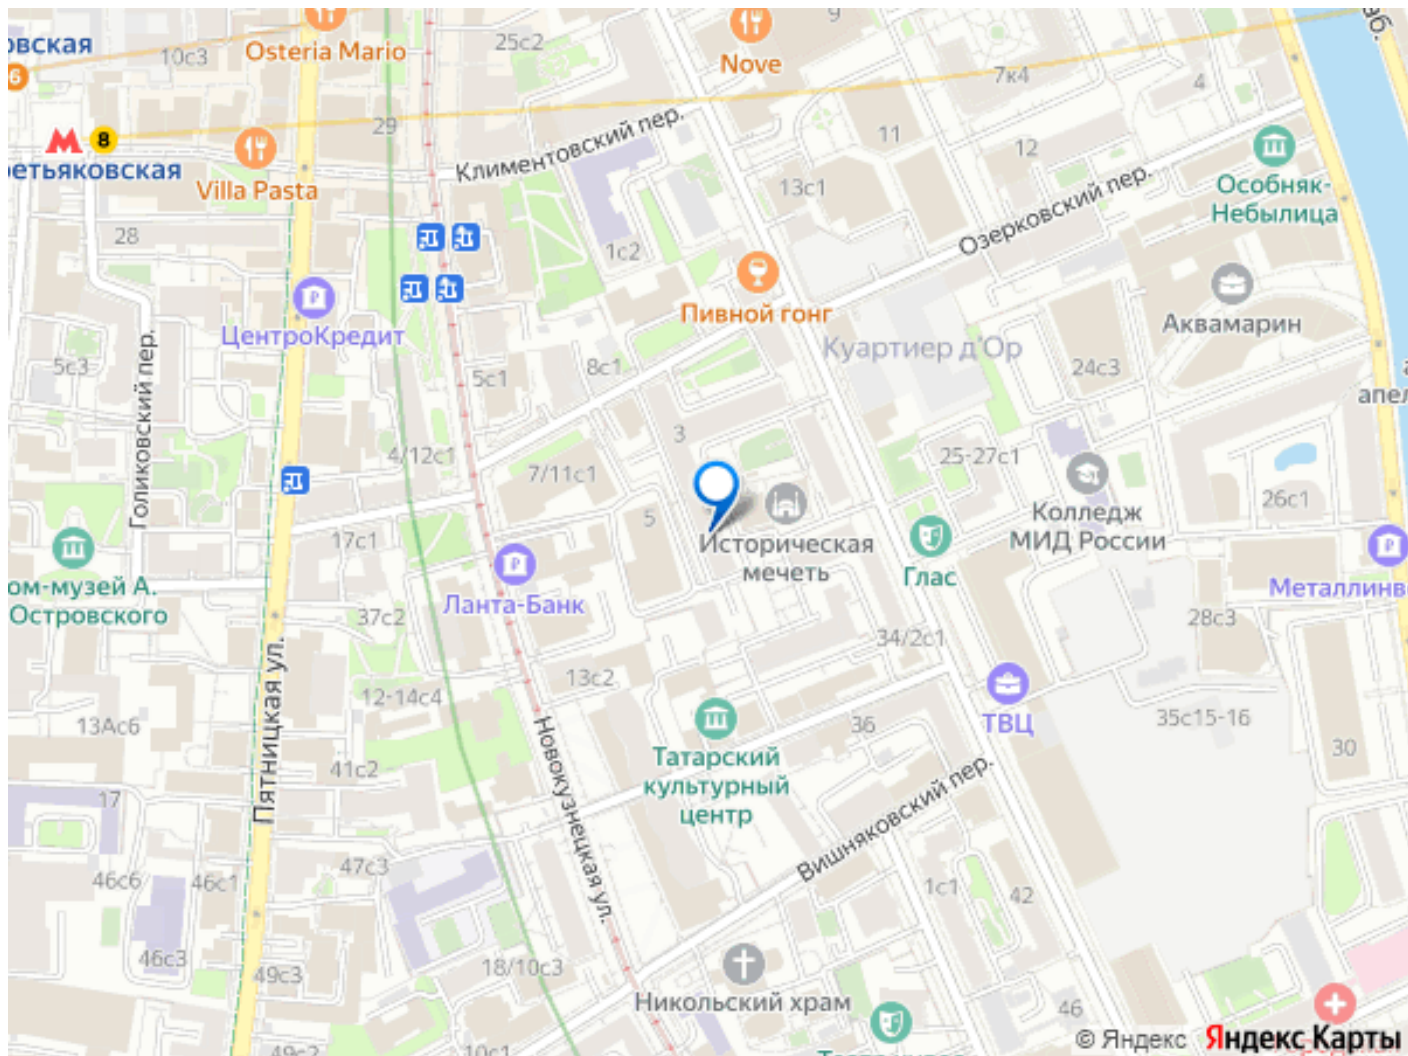 овская
6
10с3
Osteria Mario
25с2
Nove
9
7к4
4
аб.
М
8
ретьяковская
29
Villa Pasta
Климентовский пер.
11
12
13с1
Озерковский пер.
Особняк-
Небылица
28
1с2
Пивной гонг
ЦентроКредит
Аквамарин
Куартиер д'Ор
5с3
5с1
8с1
24с3
апел
Голиковский пер.
3
4/12с1
7/11с1
25-27с1
26с1
5
17с1
Историческая
мечеть
Колледж
МИД России
Глас
ом-музей А.
Островского
Ланта-Банк
Металлинв
37с2
34/2с1
28с3
13с2
12-14с4
ТВЦ
35с15-16
13Ас6
Пятницкая ул.
Новокузнецкая ул.
36
30
Татарский
культурный
центр
41с2
17
Вишняковский пер.
47с3
46с6
46с1
1с1
42
46с3
49с3
18/10с3
Никольский храм
46
49с2
10с1
© Яндекс Яндекс Карты